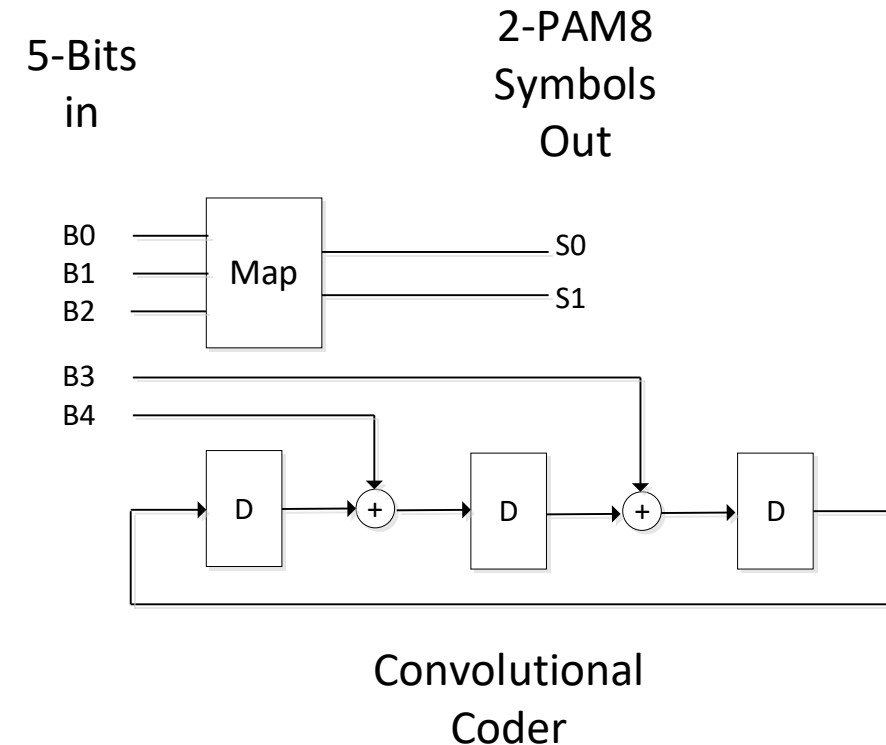 5-Bits
in
2-PAM8
Symbols
Out
B0
B1
B2
B3
B4
Map
S0
S1
D
+
D
+
D
Convolutional
Coder